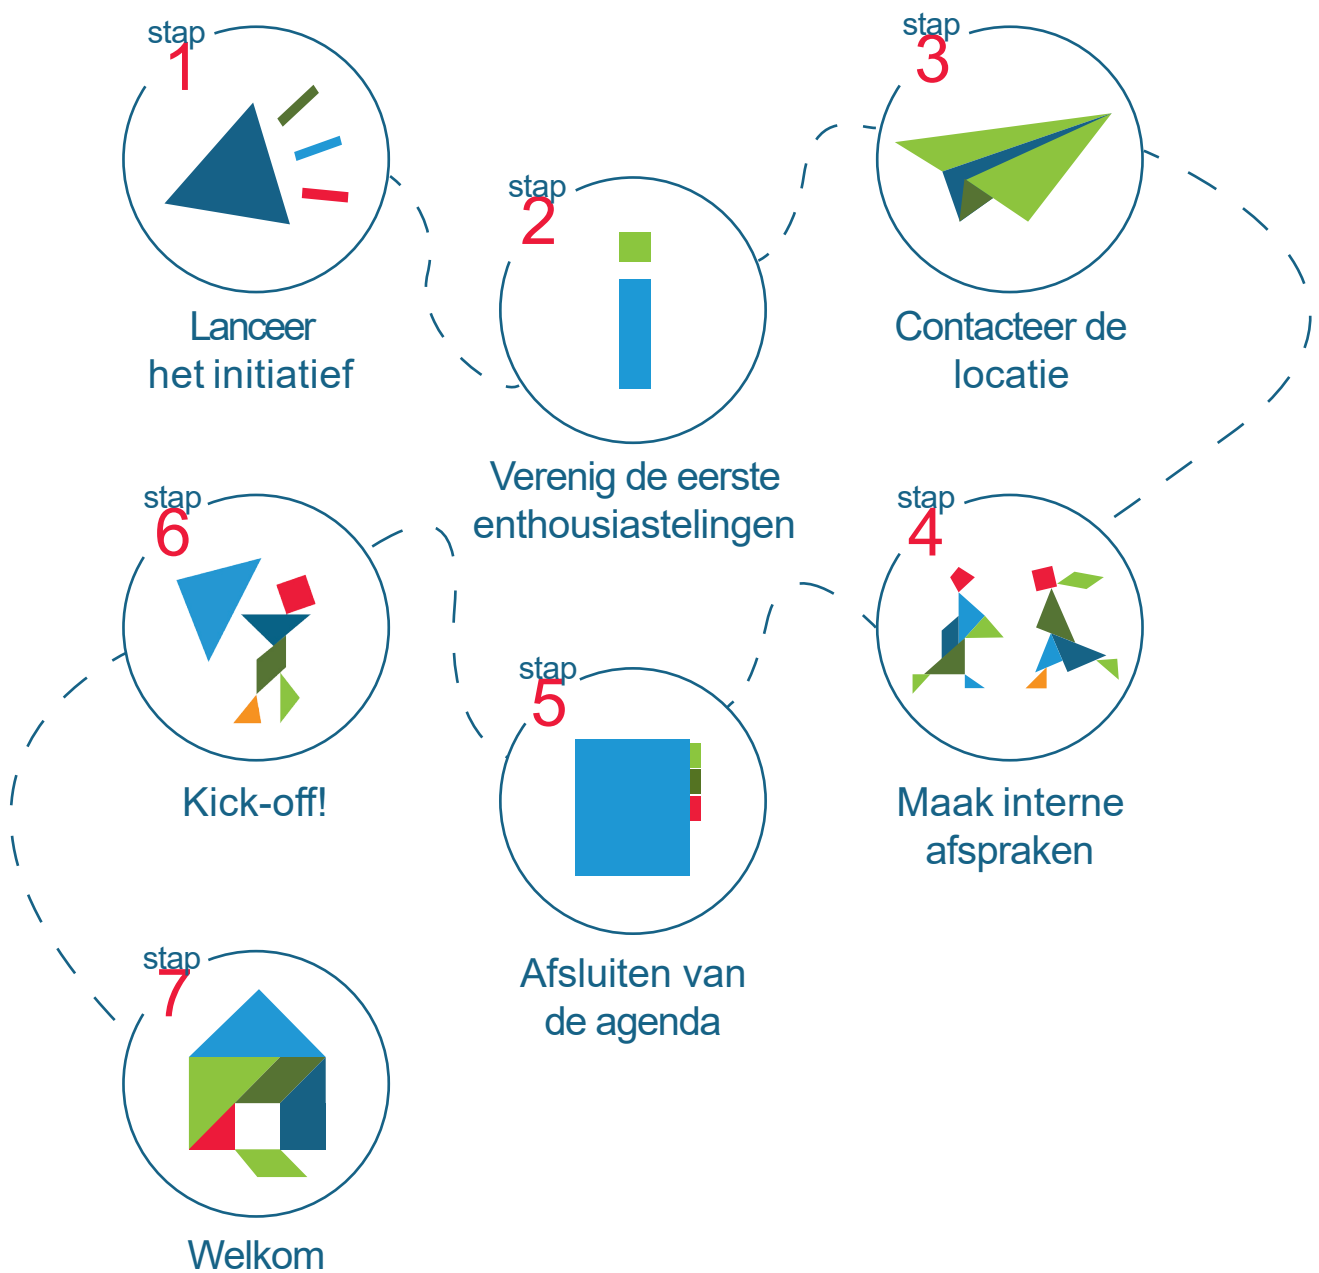 stap
1
Lanceer
het initiatief
stap
2
Verenig de eerste
enthousiastelingen
stap
3
Contacteer de
locatie
stap
4
Maak interne
afspraken
stap
5
Afsluiten van
de agenda
stap
6
Kick-off!
stap
7
Welkom